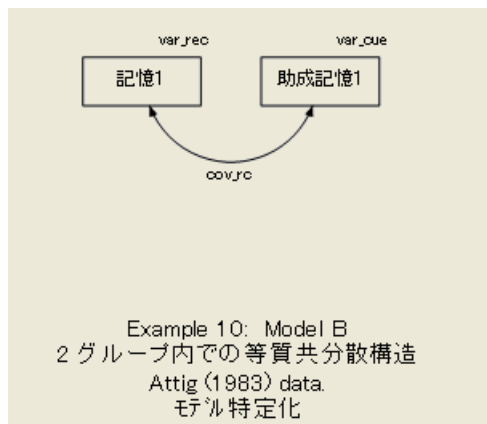 var_rec
var_cue
記憶1
助成記憶1
cov_rc
Example 10: Model B
2 グループ内での等質共分散構造
Attig (1983) data.
モデル特定化